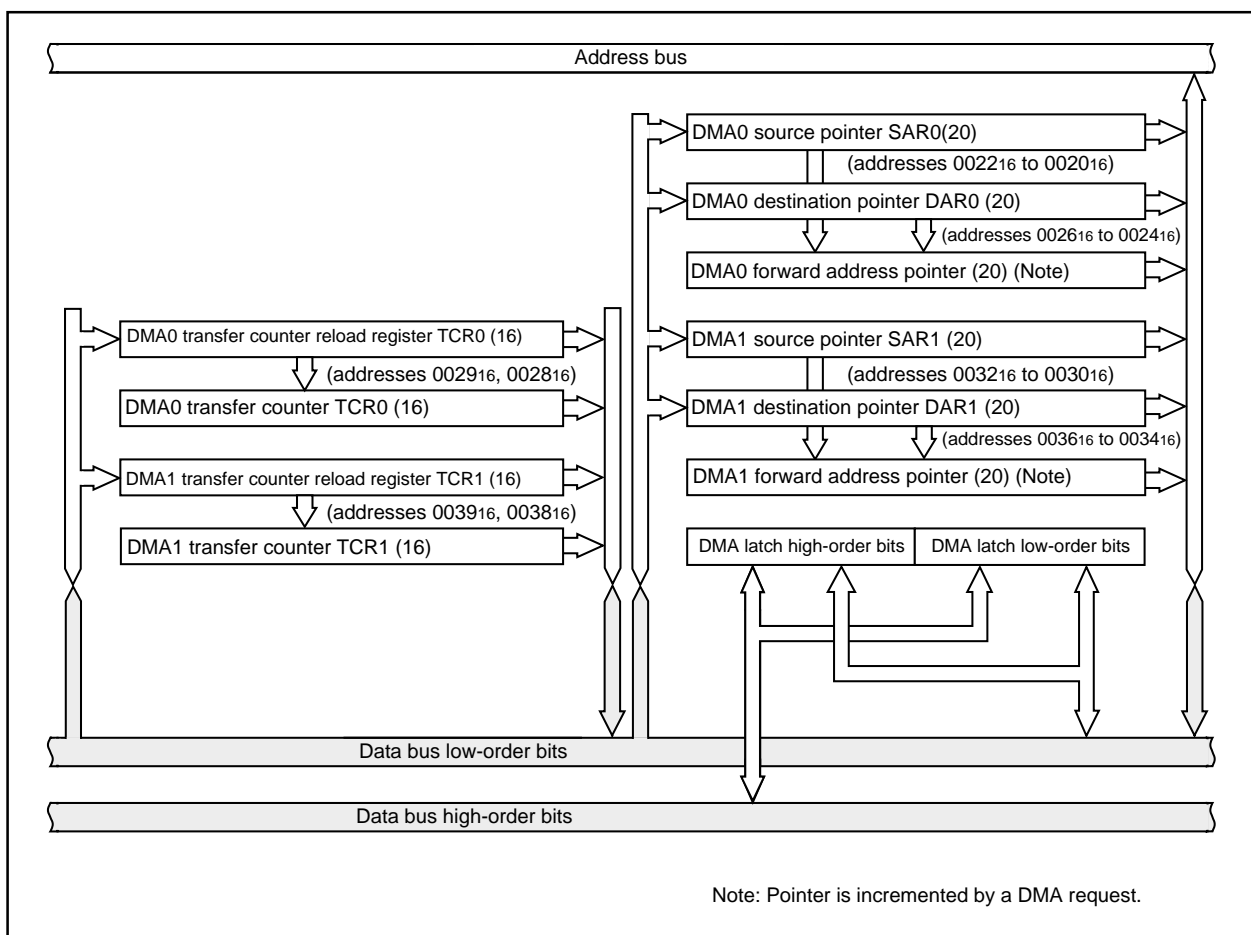 Address bus
DMA0 source pointer SAR0(20)
(addresses 002216 to 002016)
DMA0 destination pointer DAR0 (20)
(addresses 002616 to 002416)
DMA0 forward address pointer (20) (Note)
DMA0 transfer counter reload register TCR0 (16)
(addresses 002916, 002816)
DMA0 transfer counter TCR0 (16)
DMA1 transfer counter reload register TCR1 (16)
(addresses 003916, 003816)
DMA1 transfer counter TCR1 (16)
DMA1 source pointer SAR1 (20)
(addresses 003216 to 003016)
DMA1 destination pointer DAR1 (20)
(addresses 003616 to 003416)
DMA1 forward address pointer (20) (Note)
DMA latch high-order bits
DMA latch low-order bits
Data bus low-order bits
Data bus high-order bits
Note: Pointer is incremented by a DMA request.